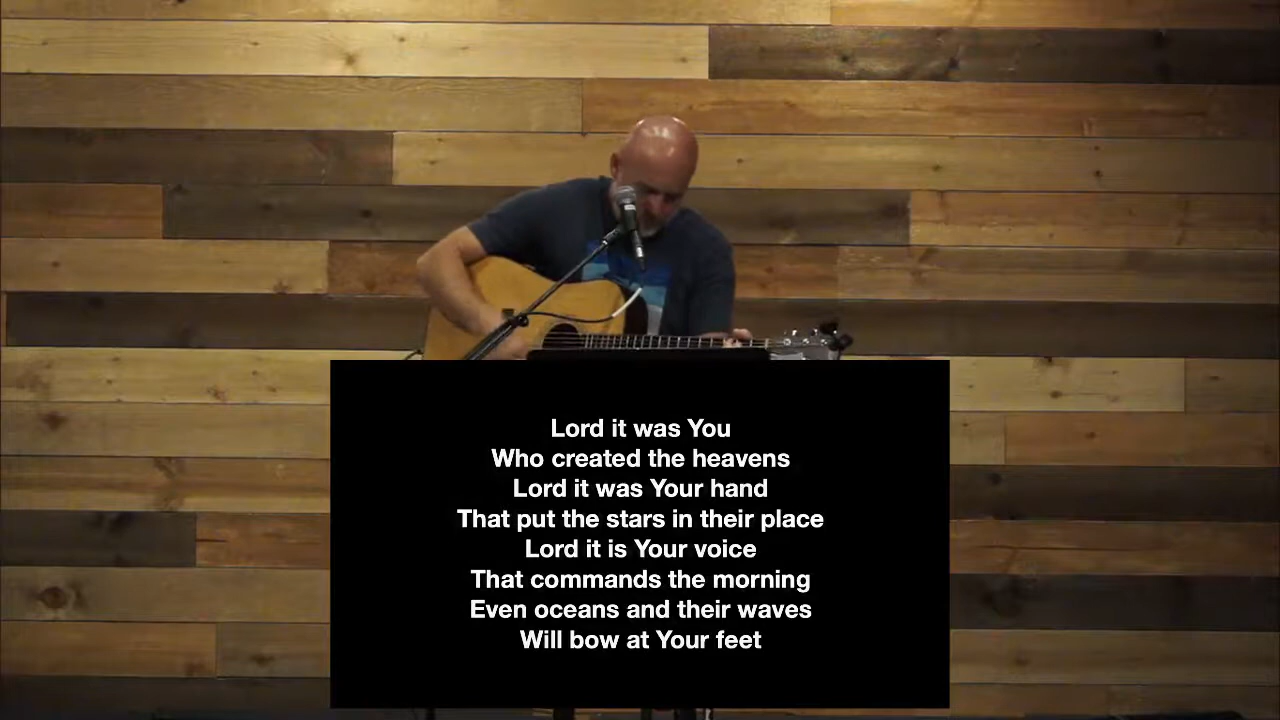 Lord it was You
Who created the heavens
Lord it was Your hand
That put the stars in their place
Lord it is Your voice
That commands the morning
Even oceans and their waves
Will bow at Your feet